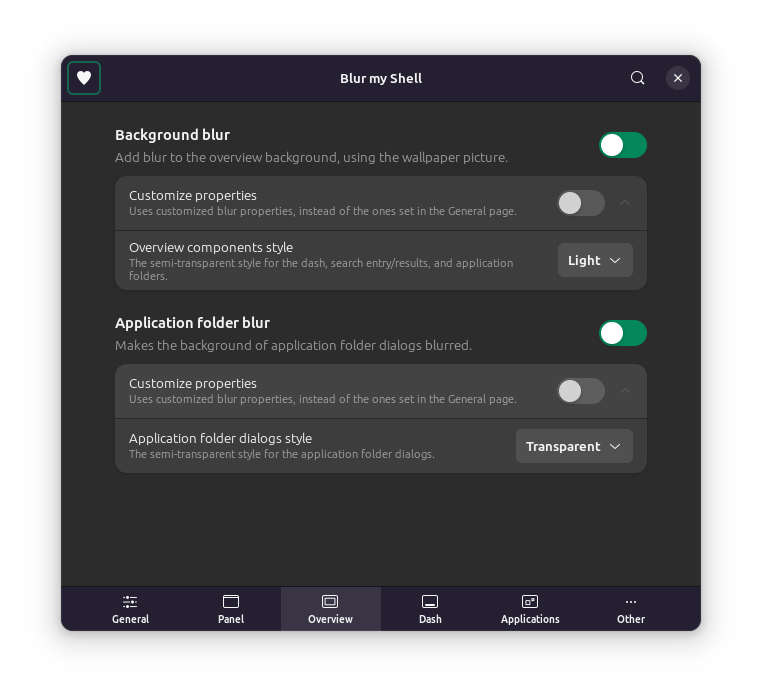 Blur my Shell
Background blur
Add blur to the overview background, using the wallpaper picture.
Customize properties
Uses customized blur properties, instead of the ones set in the General page.
Overview components style
The semi-transparent style for the dash, search entry/results, and application
folders.
Light
Application folder blur
Makes the background of application folder dialogs blurred.
Customize properties
Uses customized blur properties, instead of the ones set in the General page.
Application folder dialogs style
The semi-transparent style for the application folder dialogs.
Transparent
General
Panel
Overview
Dash
Applications
Other